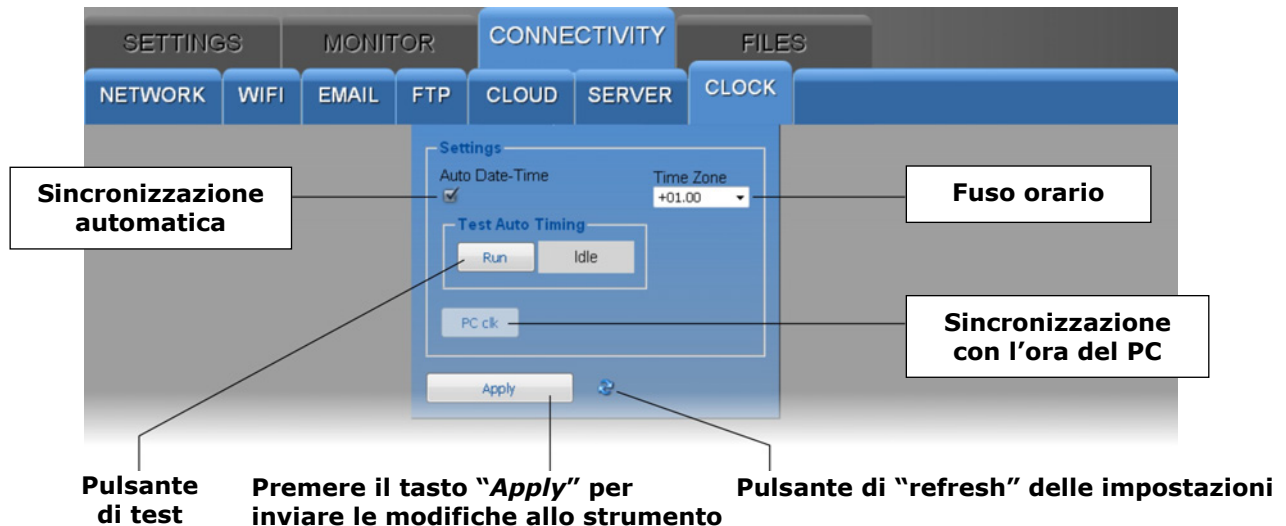 SETTINGS MONITOR CONNECTIVITY FILES
NETWORK WIFI EMAIL FTP CLOUD SERVER CLOCK
Settings
Auto Date-Time
Time Zone
+01.00
Test Auto Timing
Run
Idle
PC clk
Apply
Sincronizzazione
automatica
Fuso orario
Sincronizzazione
con l’ora del PC
Pulsante
di test
Premere il tasto “Apply” per
inviare le modifiche allo strumento
Pulsante di “refresh” delle impostazioni